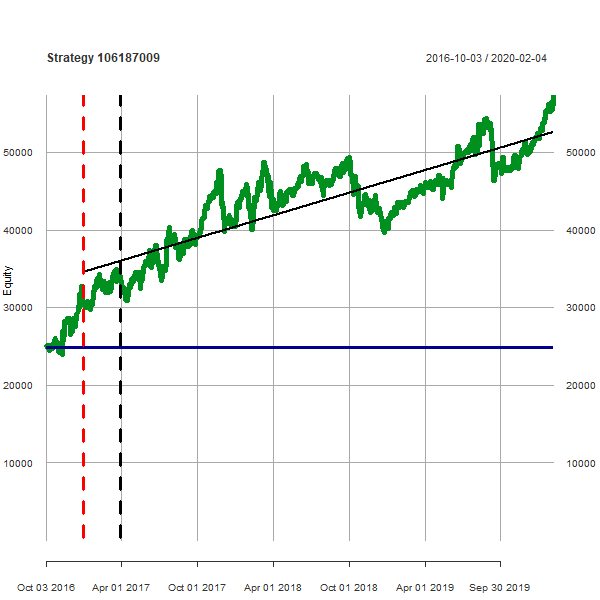 Strategy 106187009 2016-10-03 / 2020-02-04
50000 50000
40000 40000
Equity
30000 30000
20000 20000
10000 10000
Oct 03 2016 Apr 01 2017 Oct 01 2017 Apr 01 2018 Oct 01 2018 Apr 01 2019 Sep 30 2019